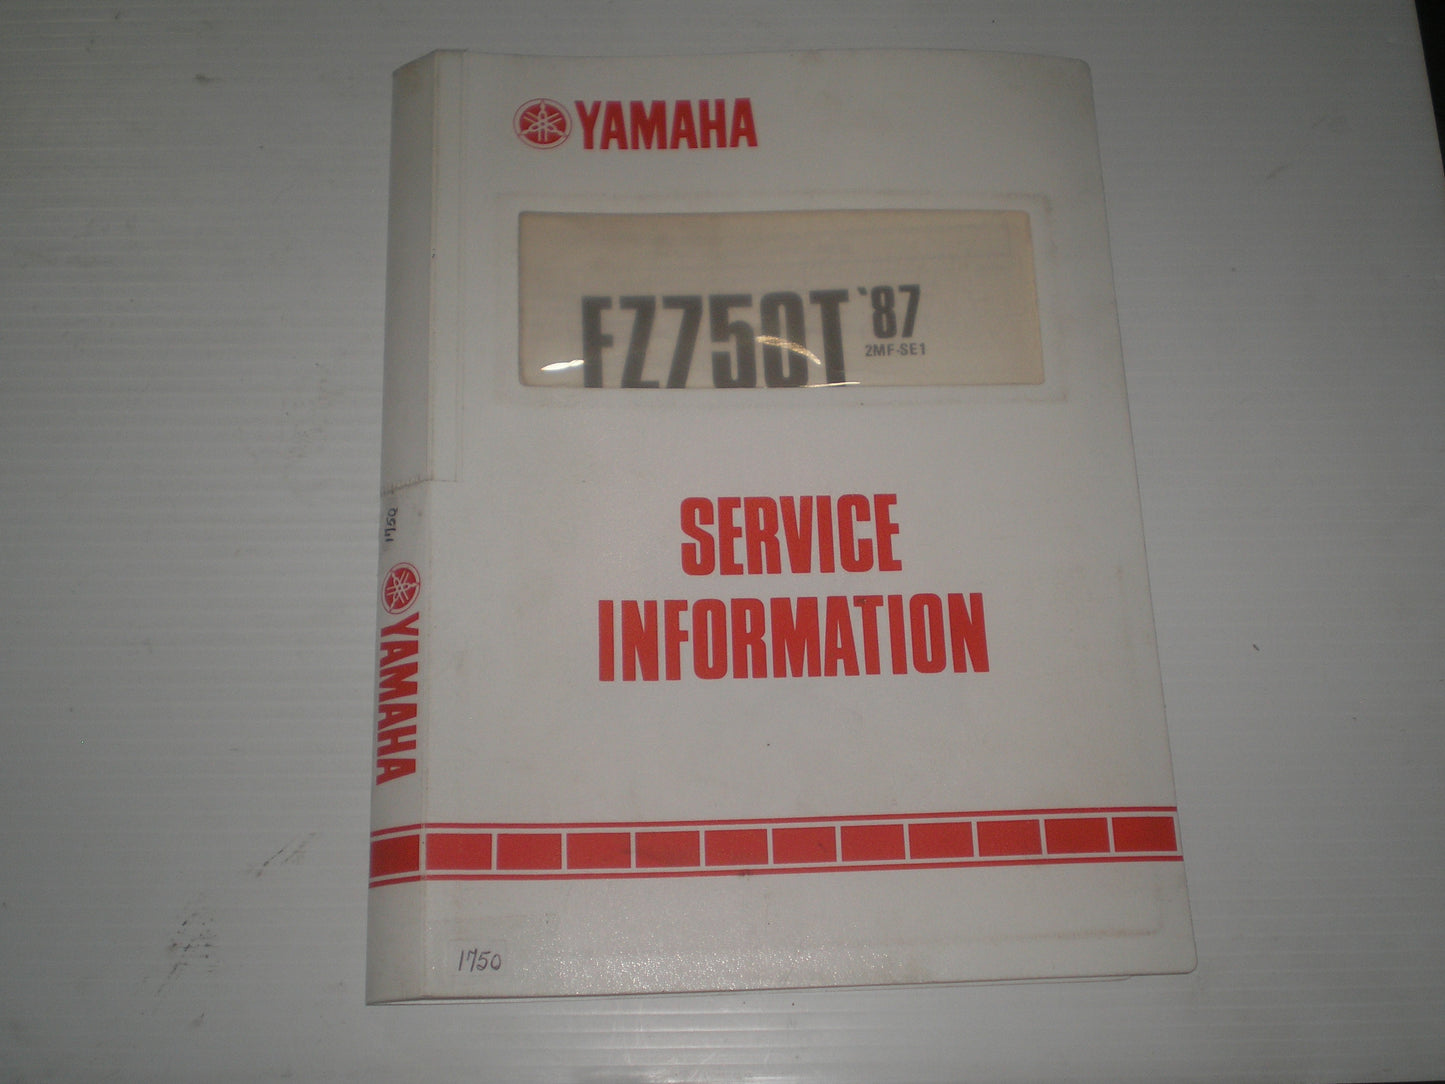 YAMAHA
FZ750T '87
2MF-SE1
SERVICE
INFORMATION
1750
YAMAHA
1750